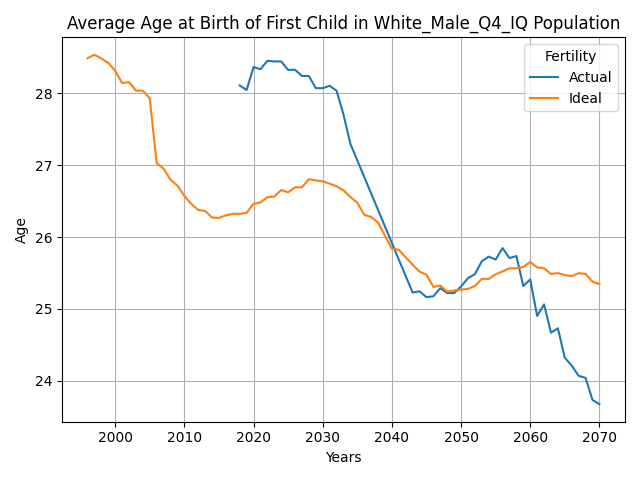 Average Age at Birth of First Child in White_Male_Q4_IQ Population
Fertility
Actual
Ideal
Age
28
27
26
25
24
2000 2010 2020 2030 2040 2050 2060 2070
Years